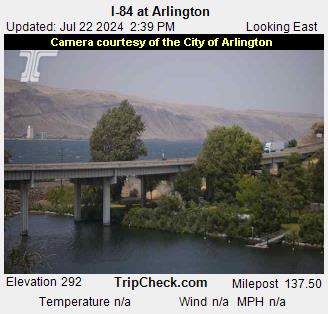 I-84 at Arlington
Updated: Jul 22 2024 2:39 PM Looking East
Camera courtesy of the City of Arlington
Elevation 292 TripCheck.com Milepost 137.50
Temperature n/a Wind n/a MPH n/a